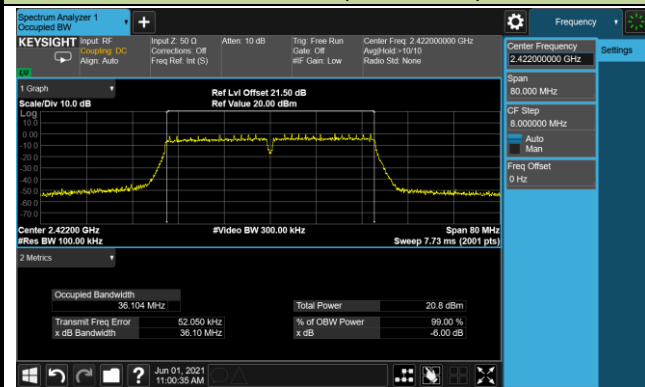 Spectrum Analyzer 1
Occupied BW
Frequency
KEYSIGHT
Input: RF
Coupling: DC
Align: Auto
Input Z: 50 Ω
Corrections: Off
Freq Ref: Int (S)
Atten: 10 dB
Trig: Free Run
Gate: Off
#IF Gain: Low
Center Freq: 2.422000000 GHz
Avg|Hold:>10/10
Radio Std: None
LV
1 Graph
Scale/Div 10.0 dB
Ref Lvl Offset 21.50 dB
Ref Value 20.00 dBm
Log
10.0
0.00
-10.0
-20.0
-30.0
-40.0
-50.0
-60.0
-70.0
Center 2.42200 GHz
#Res BW 100.00 kHz
#Video BW 300.00 kHz
Span 80 MHz
Sweep 7.73 ms (2001 pts)
2 Metrics
Occupied Bandwidth
36.104 MHz
Transmit Freq Error 52.050 kHz
x dB Bandwidth 36.10 MHz
Total Power 20.8 dBm
% of OBW Power 99.00 %
x dB -6.00 dB
Center Frequency
2.422000000 GHz
Span
80.000 MHz
CF Step
8.000000 MHz
Auto
Man
Freq Offset
0 Hz
Settings
Jun 01, 2021
11:00:35 AM